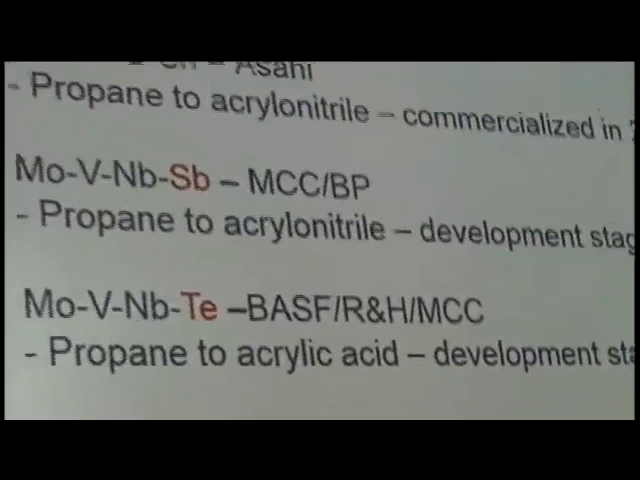 Asahi
- Propane to acrylonitrile – commercialized in
Mo-V-Nb-Sb – MCC/BP
- Propane to acrylonitrile – development
Mo-V-Nb-Te –BASF/R&H/MCC
- Propane to acrylic acid – development